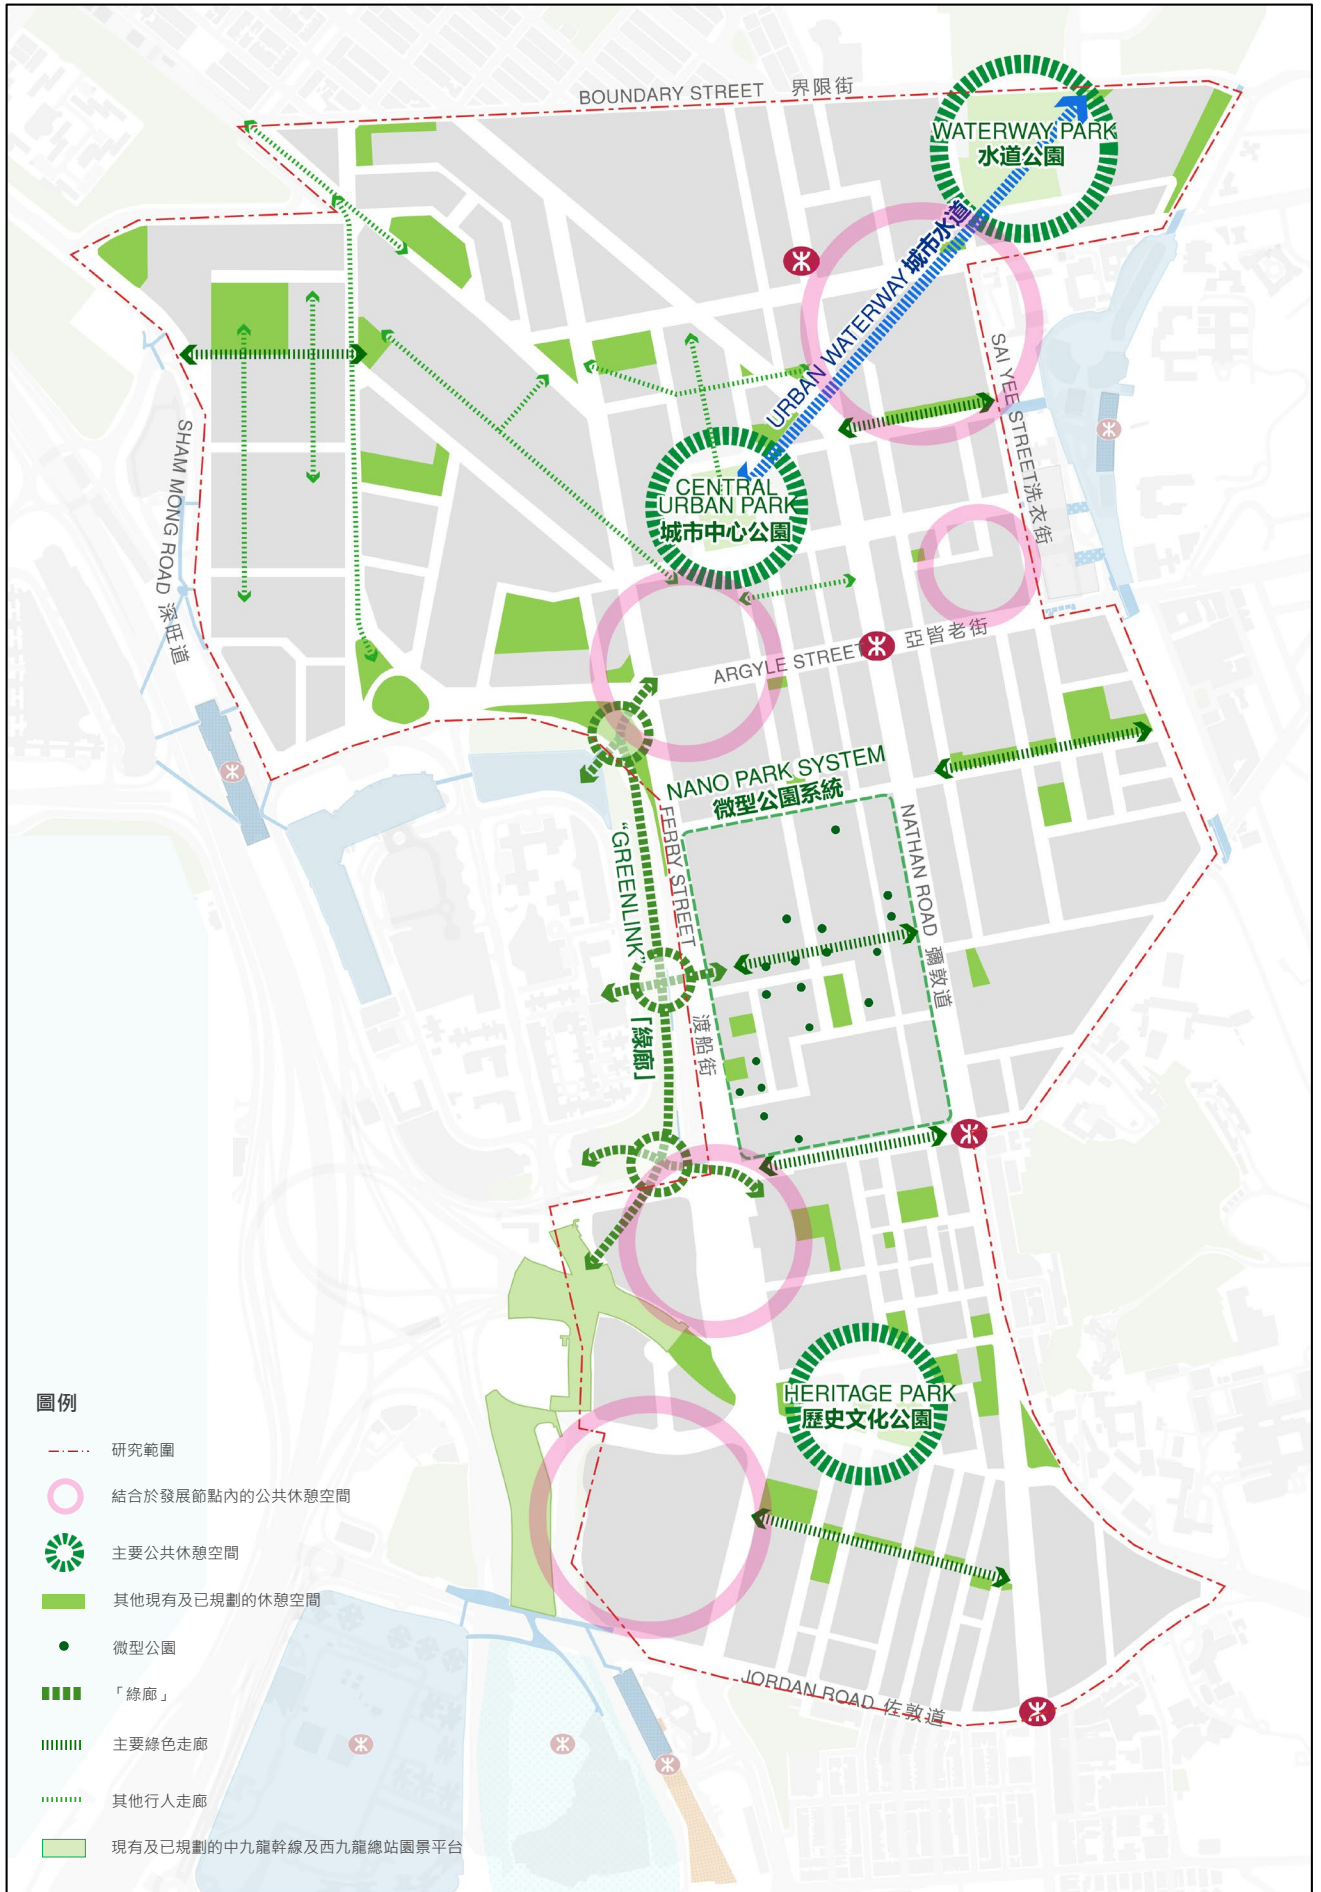 BOUNDARY STREET 界限街
WATERWAY PARK
水道公園
URBAN WATERWAY 城市水道
SAI YEE STREET 洗衣街
SHAM MONG ROAD 深旺道
CENTRAL
URBAN PARK
城市中心公園
ARGYLE STREET 亞皆老街
NANO PARK SYSTEM
微型公園系統
FERRY STREET 渡船街
NATHAN ROAD 彌敦道
"GREENLINK"
「綠廊」
HERITAGE PARK
歷史文化公園
JORDAN ROAD 佐敦道
圖例
研究範圍
結合於發展節點內的公共休憩空間
主要公共休憩空間
其他現有及已規劃的休憩空間
微型公園
「綠廊」
主要綠色走廊
其他行人走廊
現有及已規劃的中九龍幹線及西九龍總站園景平台